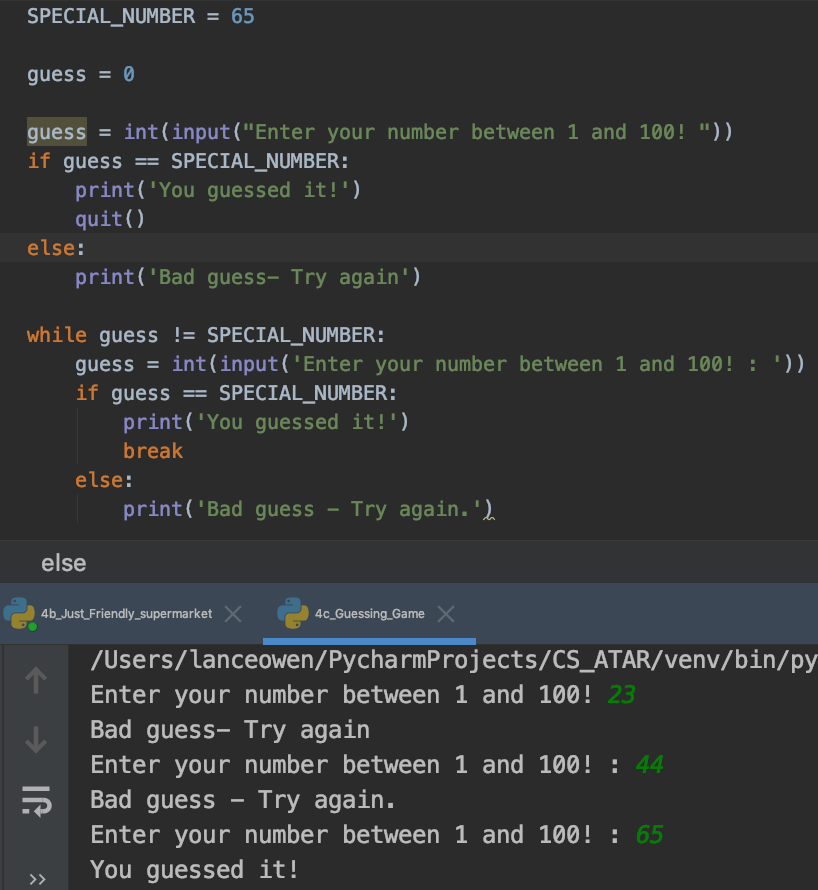 SPECIAL_NUMBER = 65
guess = 0
guess = int(input("Enter your number between 1 and 100! "))
if guess == SPECIAL_NUMBER:
    print('You guessed it!')
    quit()
else:
    print('Bad guess- Try again')
while guess != SPECIAL_NUMBER:
    guess = int(input('Enter your number between 1 and 100! : '))
    if guess == SPECIAL_NUMBER:
        print('You guessed it!')
        break
    else:
        print('Bad guess - Try again.')
else
4b_Just_Friendly_supermarket 4c_Guessing_Game
/Users/lanceowen/PycharmProjects/CS_ATAR/venv/bin/py
Enter your number between 1 and 100! 23
Bad guess- Try again
Enter your number between 1 and 100! : 44
Bad guess - Try again.
Enter your number between 1 and 100! : 65
You guessed it!